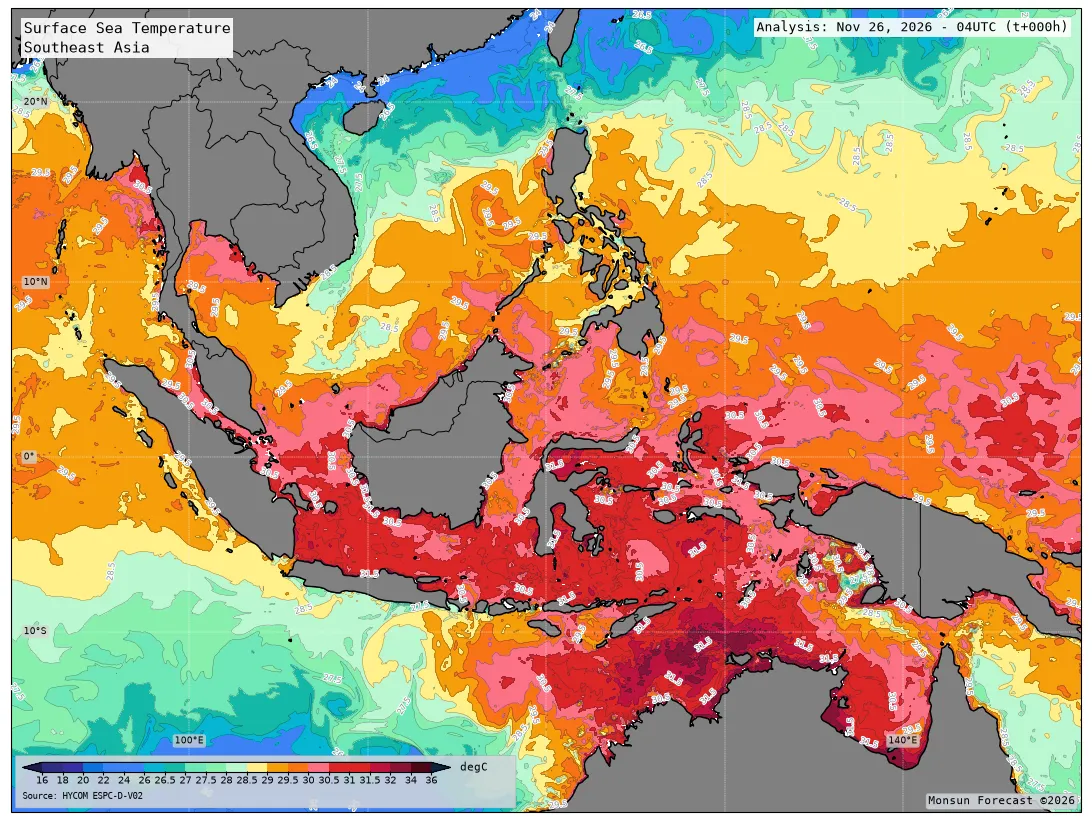 Surface Sea Temperature
Southeast Asia
Analysis: Nov 26, 2026 - 04UTC (t+000h)
20°N
10°N
0°
10°S
100°E
140°E
degC
16 18 20 22 24 26 26.5 27 27.5 28 28.5 29 29.5 30 30.5 31 31.5 32 34 36
Source: HYCOM ESPC-D-V02
Monsun Forecast ©2026